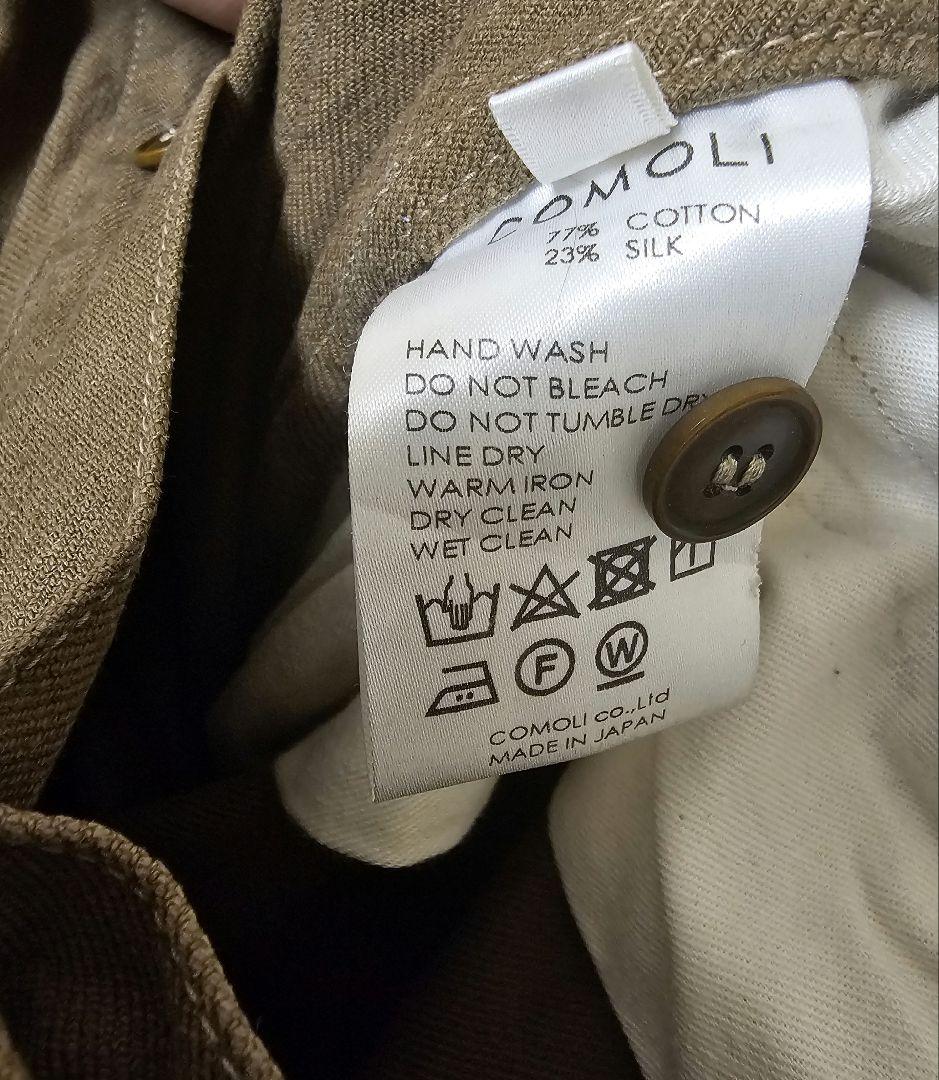 COMOLI
77% COTTON
23% SILK
HAND WASH
DO NOT BLEACH
DO NOT TUMBLE DRY
LINE DRY
WARM IRON
DRY CLEAN
WET CLEAN
F W
COMOLI co.,Ltd
MADE IN JAPAN